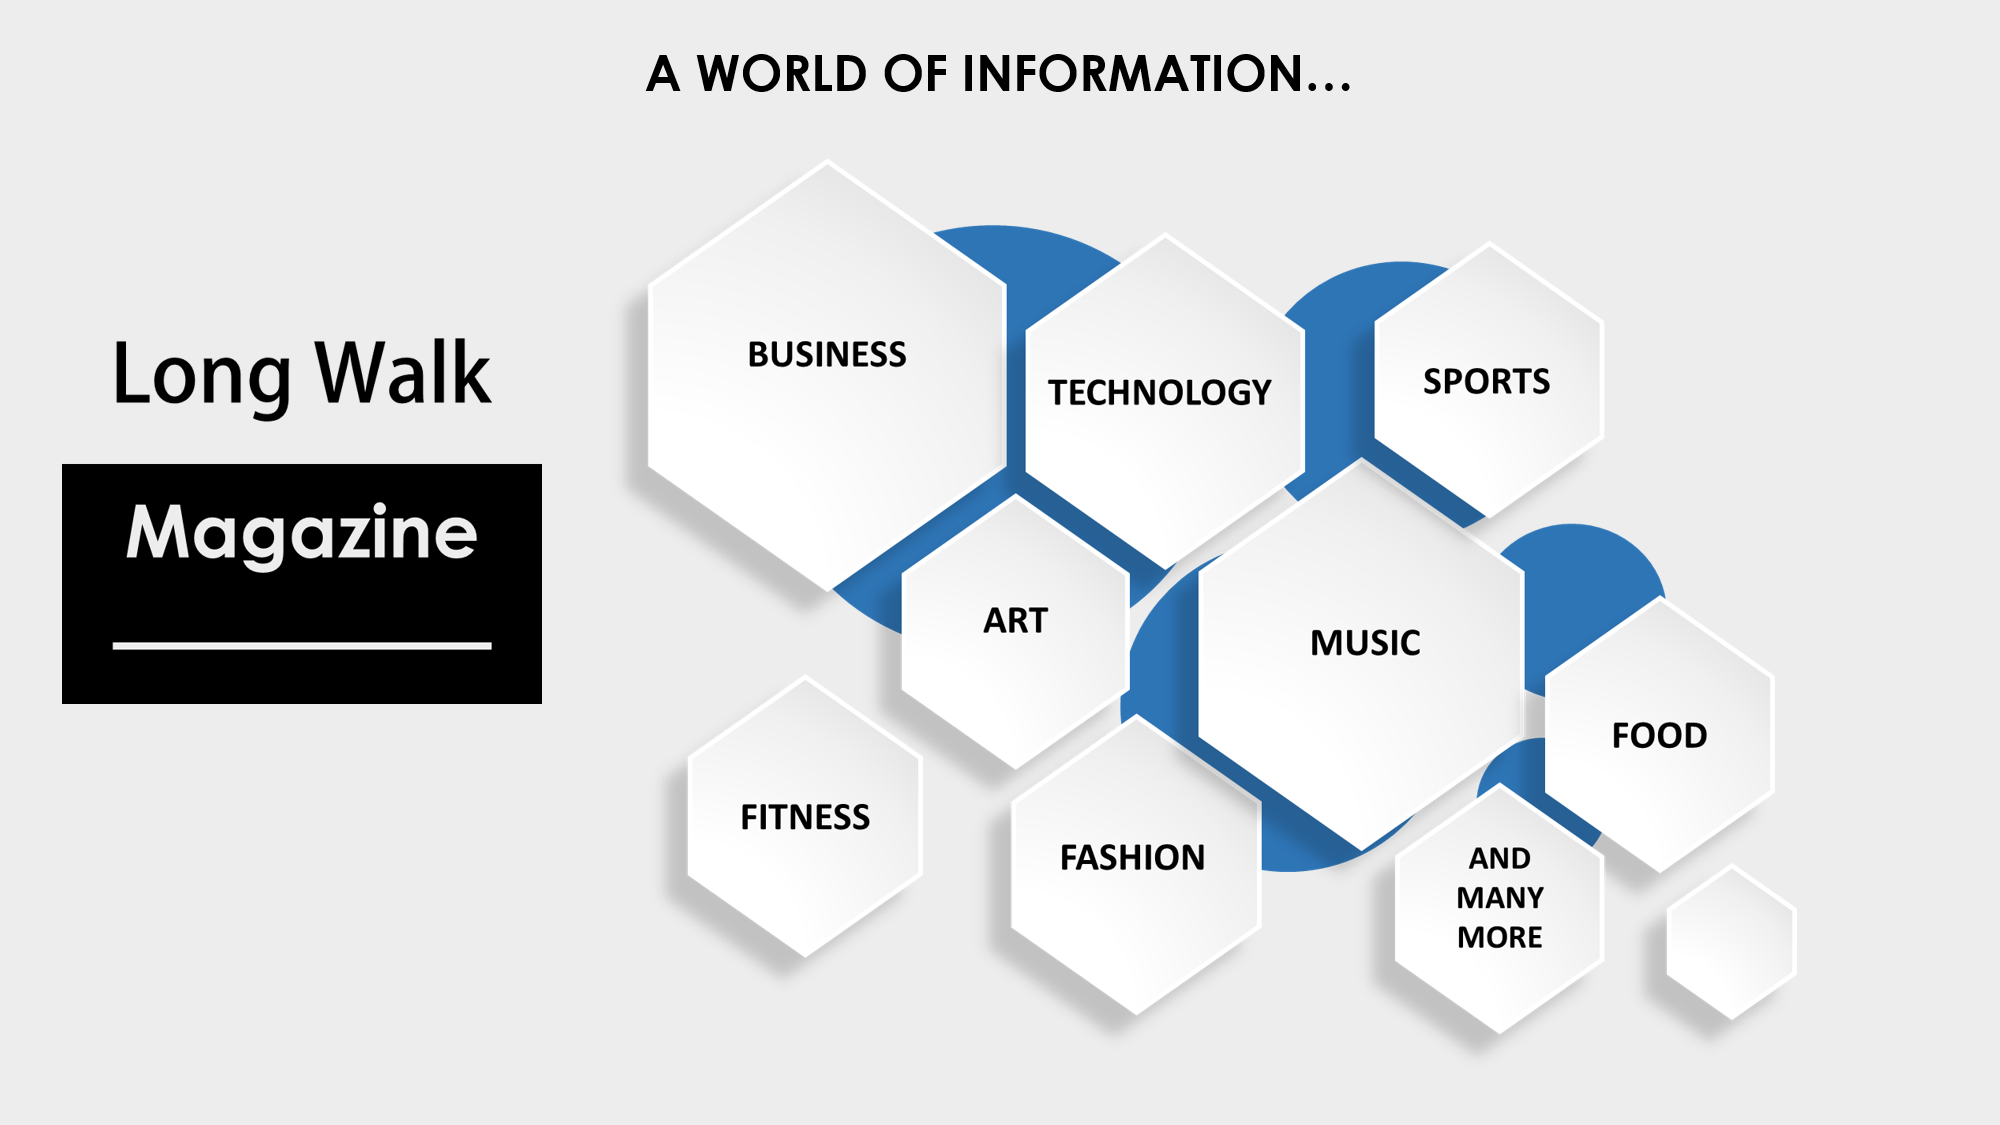 A WORLD OF INFORMATION...
Long Walk
Magazine
BUSINESS
TECHNOLOGY
SPORTS
ART
MUSIC
FOOD
FITNESS
FASHION
AND
MANY
MORE